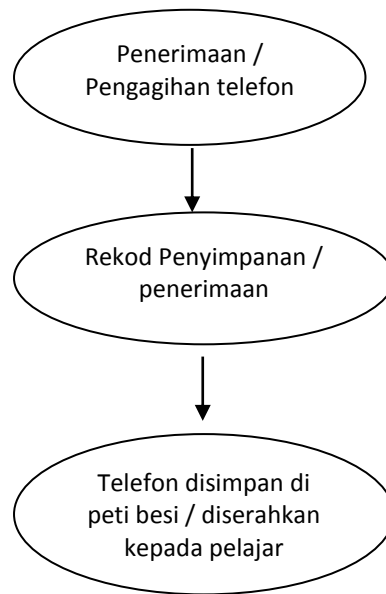 Penerimaan /
Pengagihan telefon
Rekod Penyimpanan /
penerimaan
Telefon disimpan di
peti besi / diserahkan
kepada pelajar